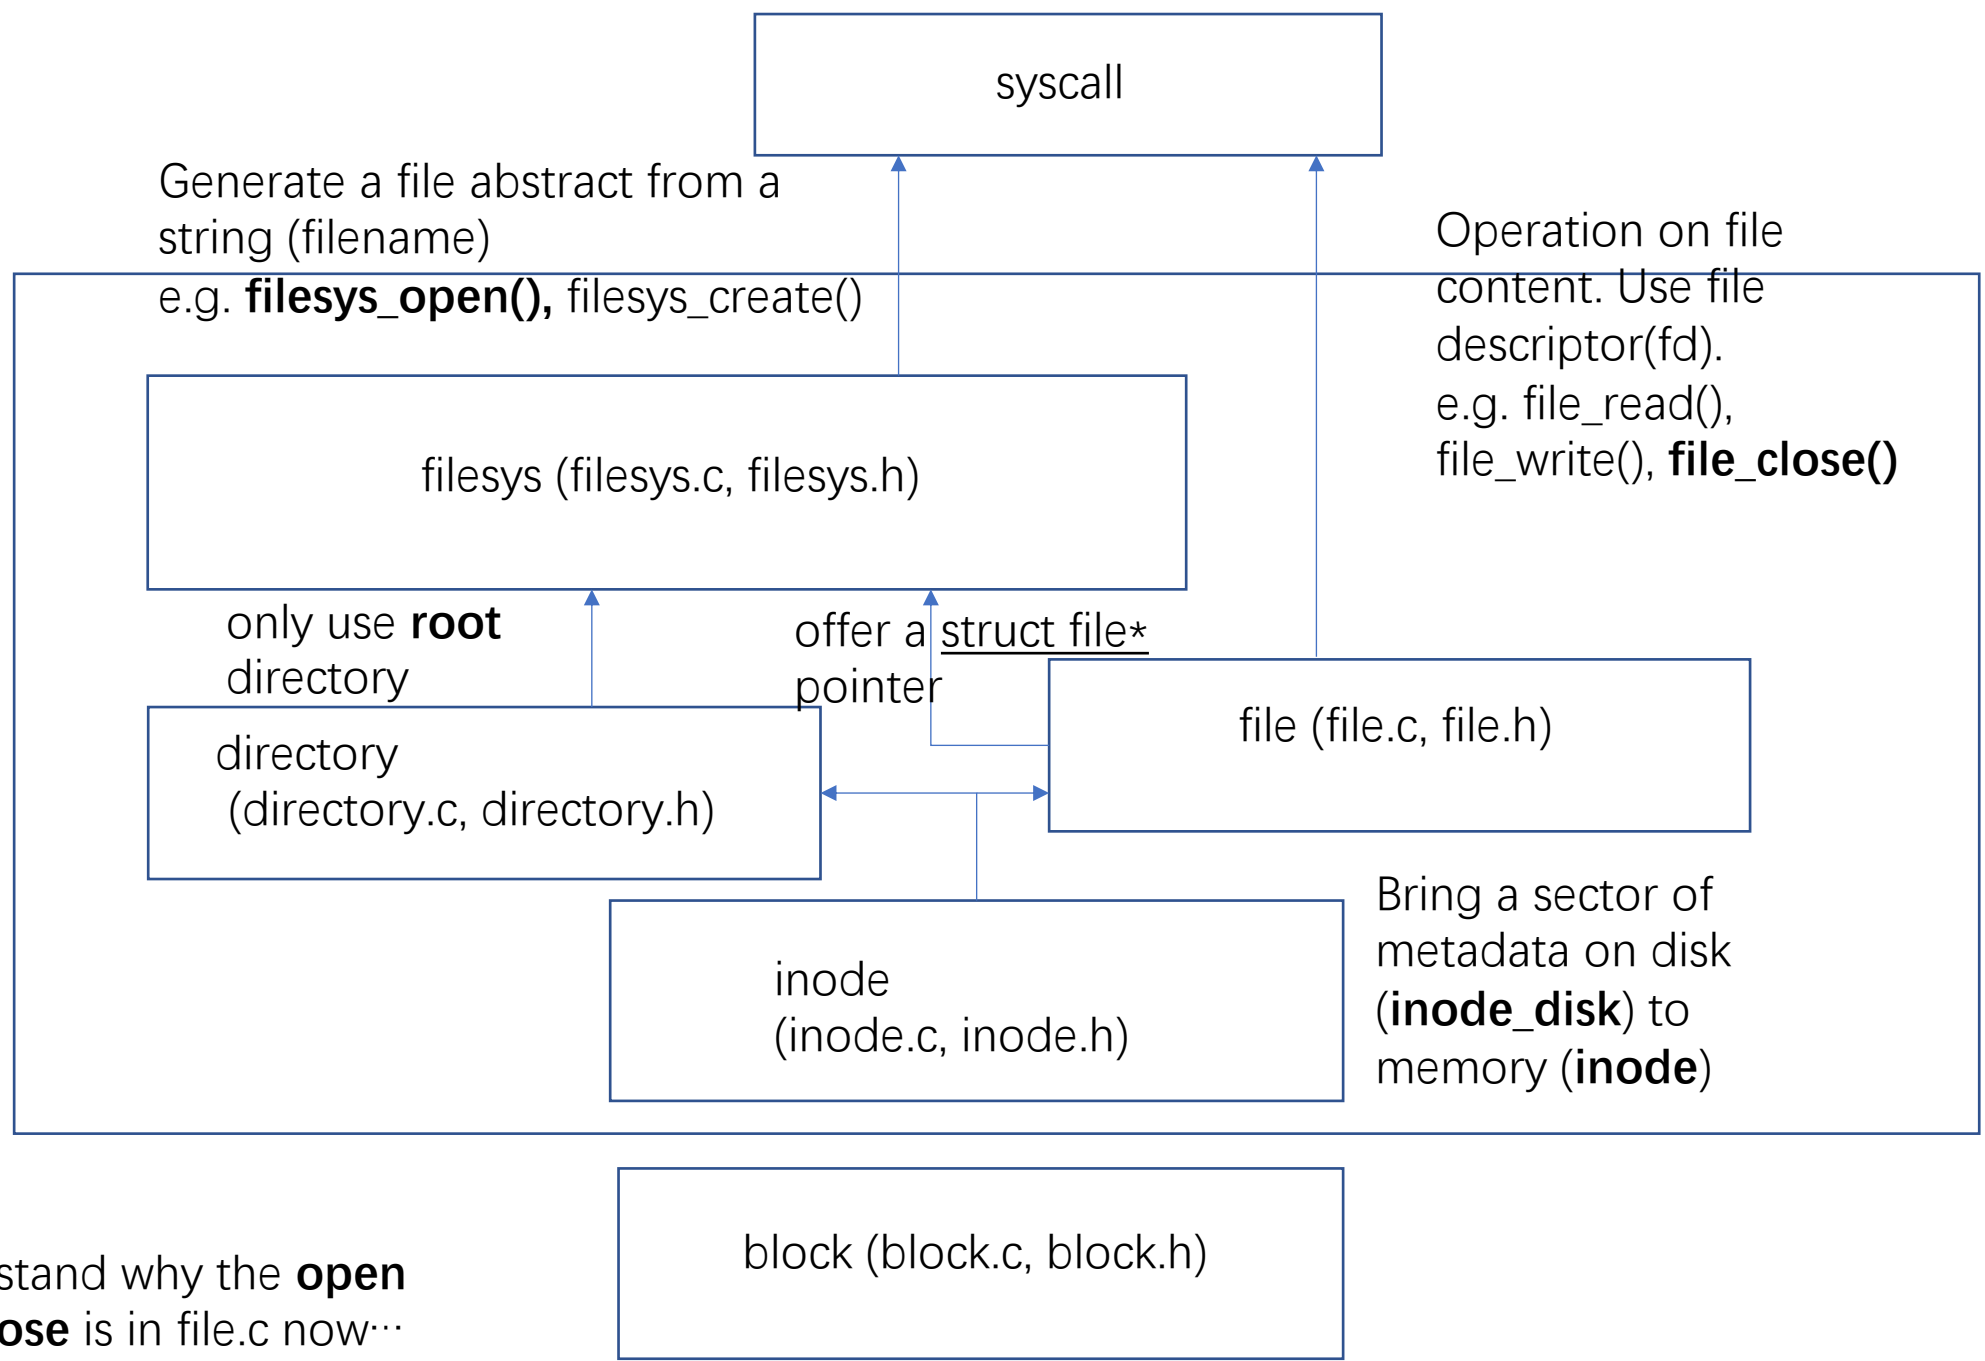 syscall
Generate a file abstract from a
string (filename)
e.g. filesys_open(), filesys_create()
Operation on file
content. Use file
descriptor(fd).
e.g. file_read(),
file_write(), file_close()
filesys (filesys.c, filesys.h)
only use root
directory
offer a struct file*
pointer
file (file.c, file.h)
directory
(directory.c, directory.h)
inode
(inode.c, inode.h)
Bring a sector of
metadata on disk
(inode_disk) to
memory (inode)
block (block.c, block.h)
stand why the open
ose is in file.c now…